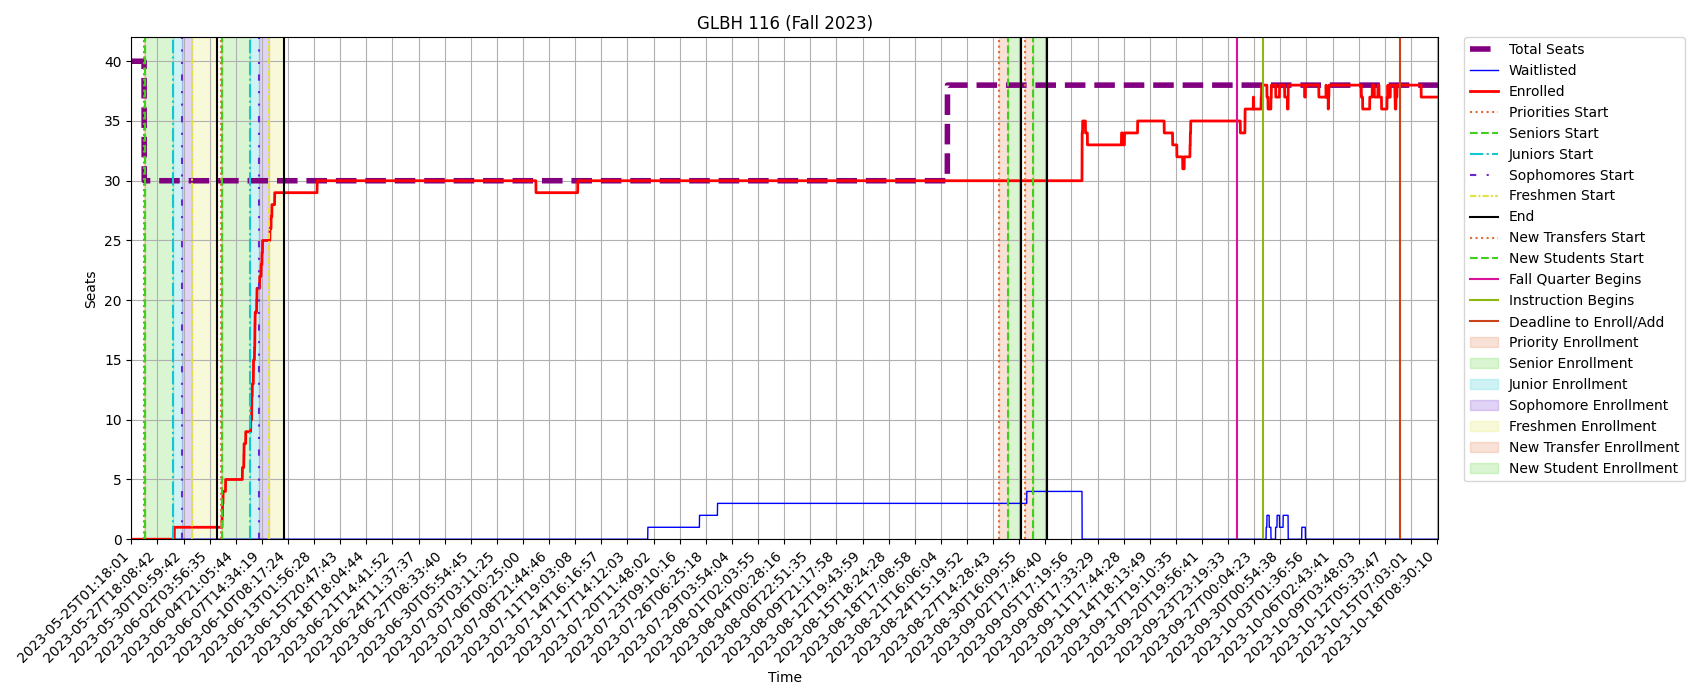 GLBH 116 (Fall 2023)
Seats
40
35
30
25
20
15
10
5
0
2023-05-25T01:18:01
2023-05-27T18:08:42
2023-05-30T10:59:42
2023-06-02T03:56:35
2023-06-04T21:05:44
2023-06-07T14:34:19
2023-06-10T08:17:24
2023-06-13T01:56:28
2023-06-15T20:47:43
2023-06-18T18:04:44
2023-06-21T14:41:52
2023-06-24T11:37:37
2023-06-27T08:33:40
2023-06-30T05:54:45
2023-07-03T03:11:25
2023-07-06T00:25:00
2023-07-08T21:44:46
2023-07-11T19:03:08
2023-07-14T16:16:57
2023-07-17T14:12:03
2023-07-20T11:48:02
2023-07-23T09:10:16
2023-07-26T06:25:18
2023-07-29T03:54:04
2023-08-01T02:03:55
2023-08-04T00:28:16
2023-08-06T22:51:35
2023-08-09T21:17:58
2023-08-12T19:43:59
2023-08-15T18:24:28
2023-08-18T17:08:58
2023-08-21T16:06:04
2023-08-24T15:19:52
2023-08-27T14:28:43
2023-08-30T16:09:55
2023-09-02T17:46:40
2023-09-05T17:19:56
2023-09-08T17:33:29
2023-09-11T17:44:28
2023-09-14T18:13:49
2023-09-17T19:10:35
2023-09-20T19:56:41
2023-09-23T23:19:33
2023-09-27T00:04:23
2023-09-30T00:54:38
2023-10-03T01:36:56
2023-10-06T02:43:41
2023-10-09T03:48:03
2023-10-12T05:33:47
2023-10-15T07:03:01
2023-10-18T08:30:10
Time
Total Seats
Waitlisted
Enrolled
Priorities Start
Seniors Start
Juniors Start
Sophomores Start
Freshmen Start
End
New Transfers Start
New Students Start
Fall Quarter Begins
Instruction Begins
Deadline to Enroll/Add
Priority Enrollment
Senior Enrollment
Junior Enrollment
Sophomore Enrollment
Freshmen Enrollment
New Transfer Enrollment
New Student Enrollment